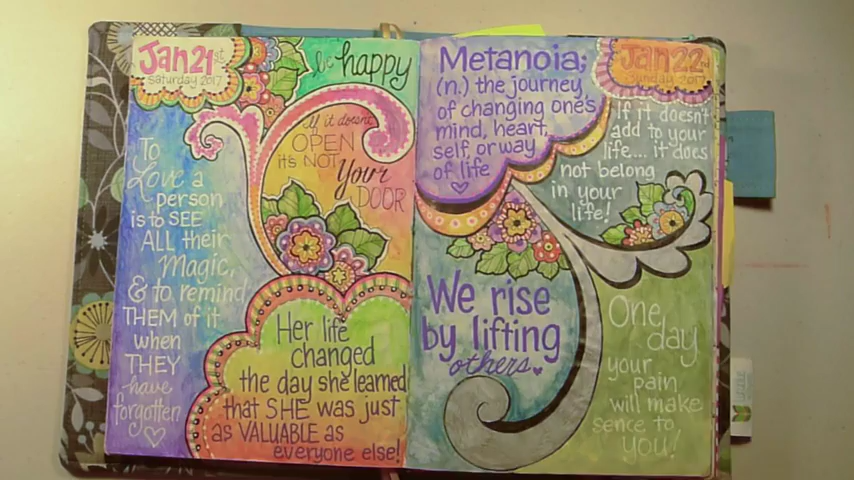 Jan 21st
saturday 2017
be happy
If it doesn't
OPEN
it's NOT
Your
DOOR
To
Love a
person
is to SEE
ALL their
Magic,
& to remind
THEM of it
when
THEY
have
forgotten
Her life
changed
the day she learned
that SHE was just
as VALUABLE as
everyone else!
Metanoia;
(n.) the journey
of changing one's
mind, heart,
self, or way
of life
Jan 22nd
sunday 2017
If it doesn't
add to your
life.... it does
not belong
in your
life!
We rise
by lifting
others
One
day
your
pain
will make
sence to
YOU!